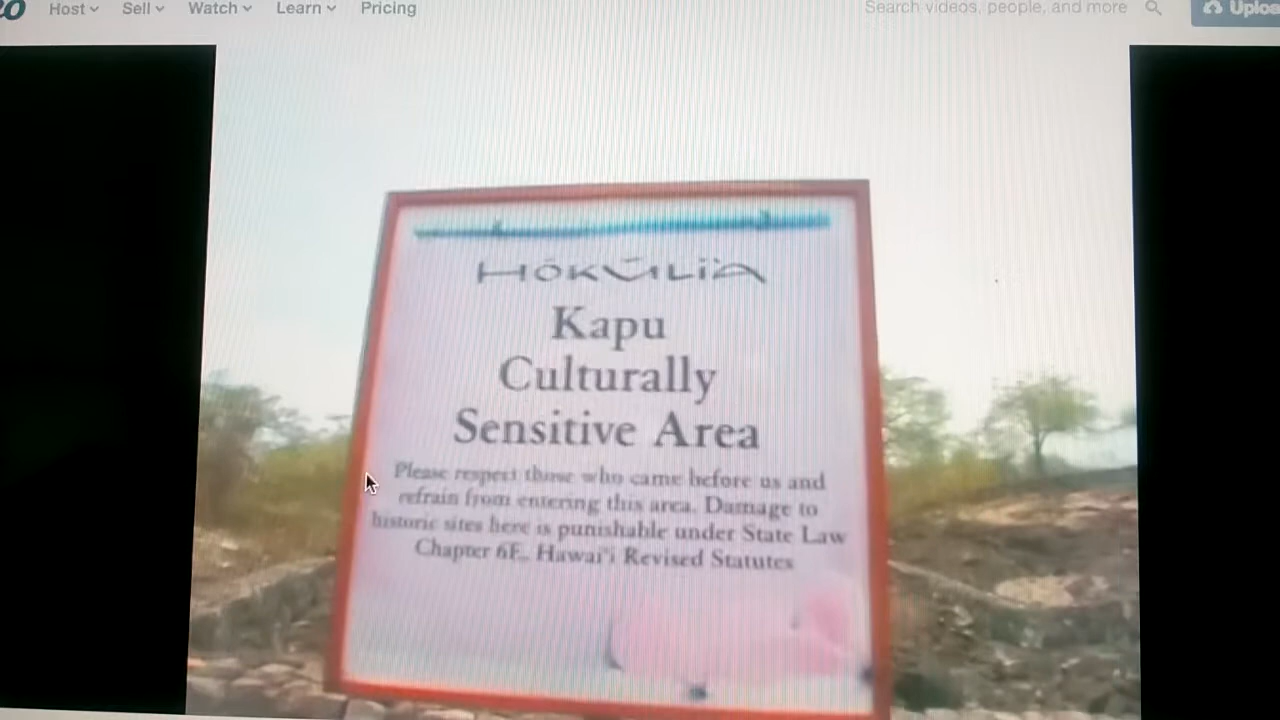 Host Sell Watch Learn Pricing Search videos, people, and more
HŌKŪLI'A
Kapu
Culturally
Sensitive Area
Please respect those who came before us and
refrain from entering this area. Damage to
historic sites here is punishable under State Law
Chapter 6E, Hawai'i Revised Statutes